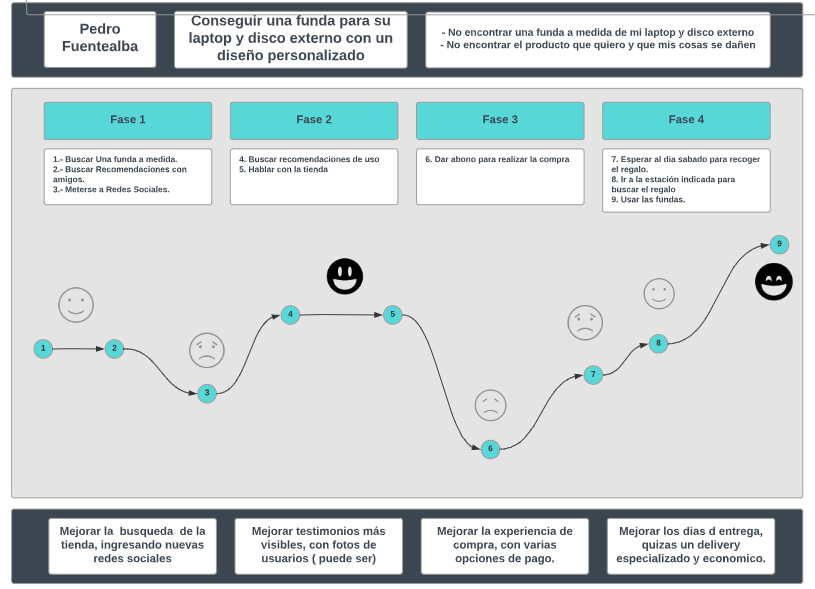 Pedro
Fuentealba
Conseguir una funda para su
laptop y disco externo con un
diseño personalizado
- No encontrar una funda a medida de mi laptop y disco externo
- No encontrar el producto que quiero y que mis cosas se dañen
Fase 1
Fase 2
Fase 3
Fase 4
1.- Buscar Una funda a medida.
2.- Buscar Recomendaciones con
amigos.
3.- Meterse a Redes Sociales.
4. Buscar recomendaciones de uso
5. Hablar con la tienda
6. Dar abono para realizar la compra
7. Esperar al dia sabado para recoger
el regalo.
8. Ir a la estación indicada para
buscar el regalo
9. Usar las fundas.
9
4
5
1
2
8
7
3
6
Mejorar la  busqueda  de la
tienda, ingresando nuevas
redes sociales
Mejorar testimonios más
visibles, con fotos de
usuarios ( puede ser)
Mejorar la experiencia de
compra, con varias
opciones de pago.
Mejorar los dias d entrega,
quizas un delivery
especializado y economico.